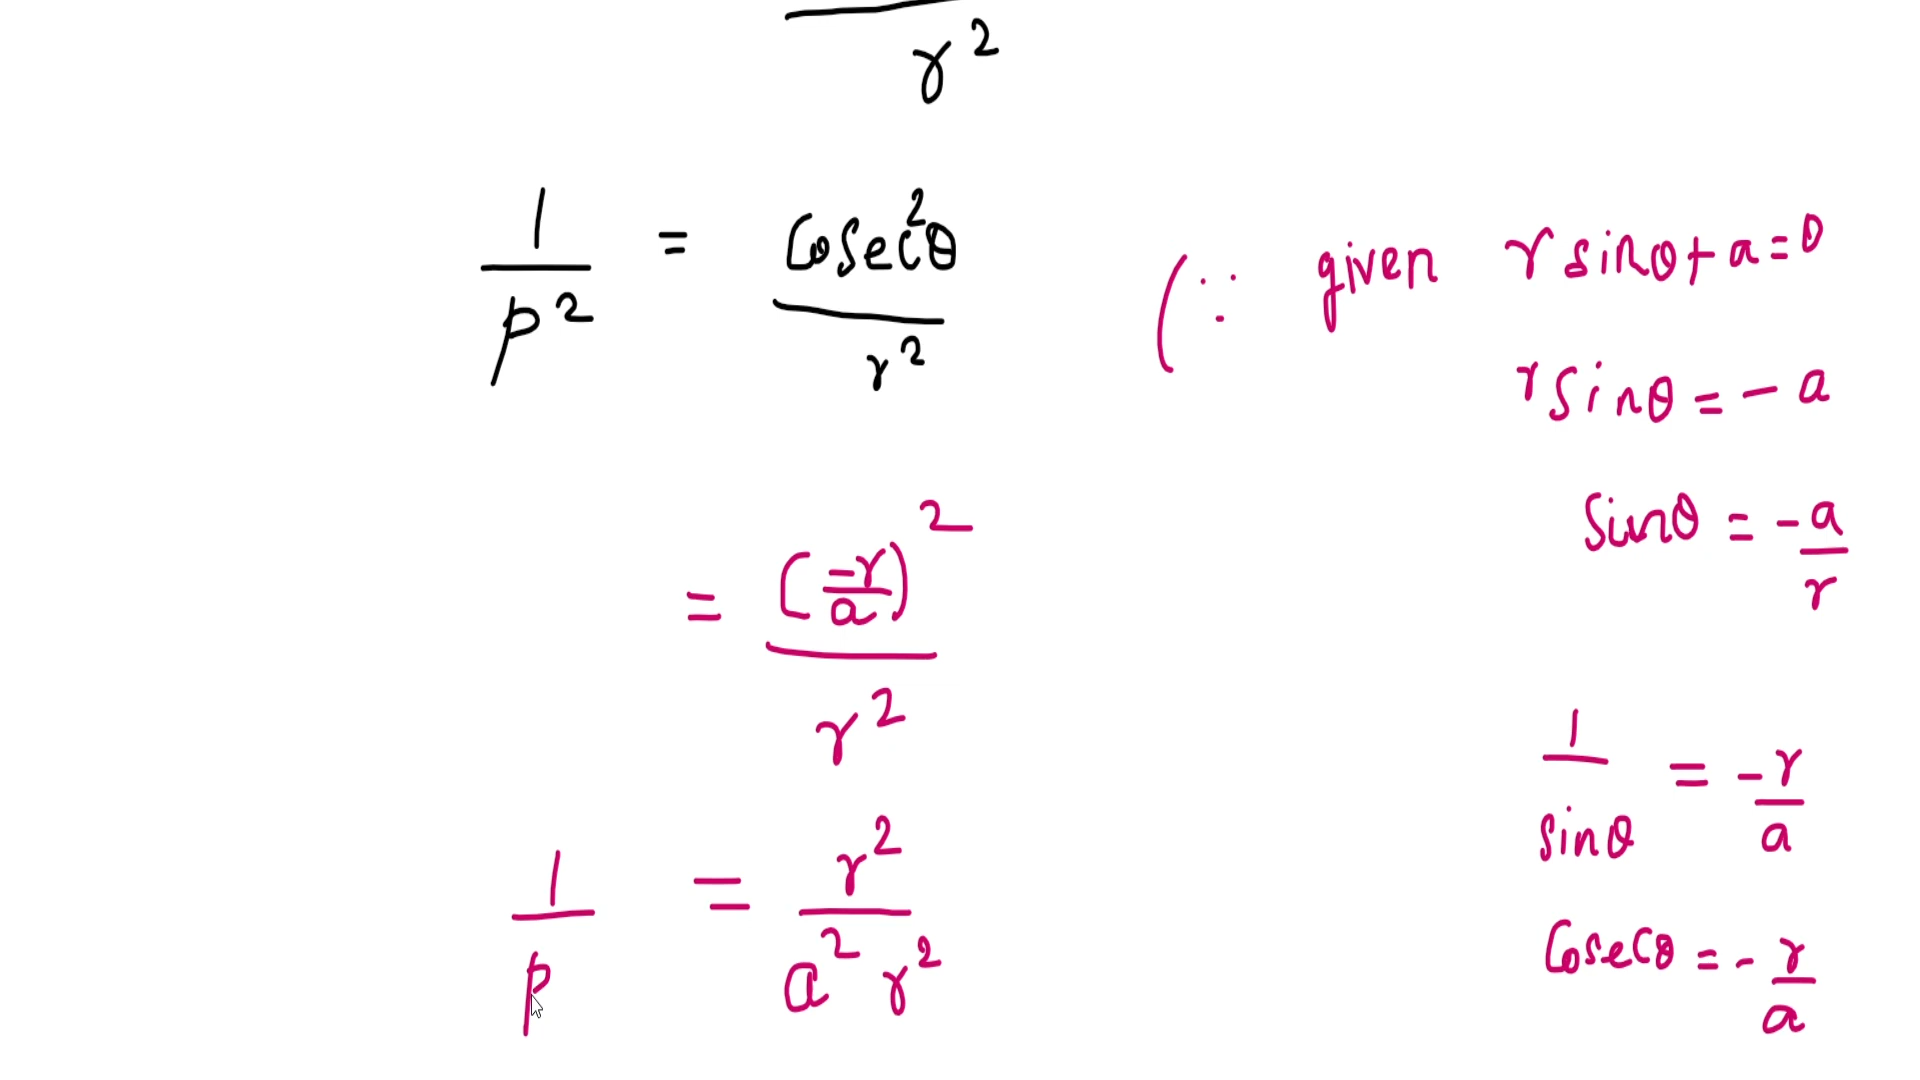 r²
1/p² = Cosec²θ/r²
(∵ given r sinθ + a = 0
r sinθ = - a
sinθ = -a/r
= (-r/a)²/r²
1/sinθ = -r/a
1/p = r²/a² r²
Cosecθ = -r/a